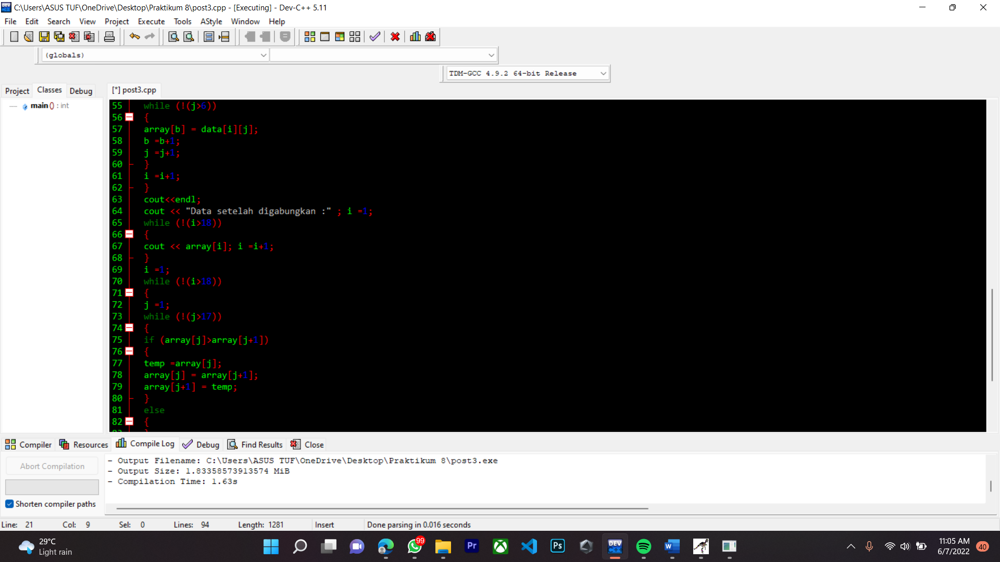 C:\Users\ASUS TUF\OneDrive\Desktop\Praktikum 8\post3.cpp - [Executing] - Dev-C++ 5.11
File Edit Search View Project Execute Tools AStyle Window Help
(globals)
TDM-GCC 4.9.2 64-bit Release
Project Classes Debug
[*] post3.cpp
main () : int
55 while (!(j>6))
56 {
57 array[b] = data[i][j];
58 b =b+1;
59 j =j+1;
60 }
61 i =i+1;
62 }
63 cout<<endl;
64 cout << "Data setelah digabungkan :" ; i =1;
65 while (!(i>18))
66 {
67 cout << array[i]; i =i+1;
68 }
69 i =1;
70 while (!(i>18))
71 {
72 j =1;
73 while (!(j>17))
74 {
75 if (array[j]>array[j+1])
76 {
77 temp =array[j];
78 array[j] = array[j+1];
79 array[j+1] = temp;
80 }
81 else
82 {
Compiler Resources Compile Log Debug Find Results Close
Abort Compilation
Shorten compiler paths
- Output Filename: C:\Users\ASUS TUF\OneDrive\Desktop\Praktikum 8\post3.exe
- Output Size: 1.83358573913574 MiB
- Compilation Time: 1.63s
Line: 21 Col: 9 Sel: 0 Lines: 94 Length: 1281 Insert Done parsing in 0.016 seconds
29°C
Light rain
99
Pr
Ps
DEV
C++
W
11:05 AM
6/7/2022
40